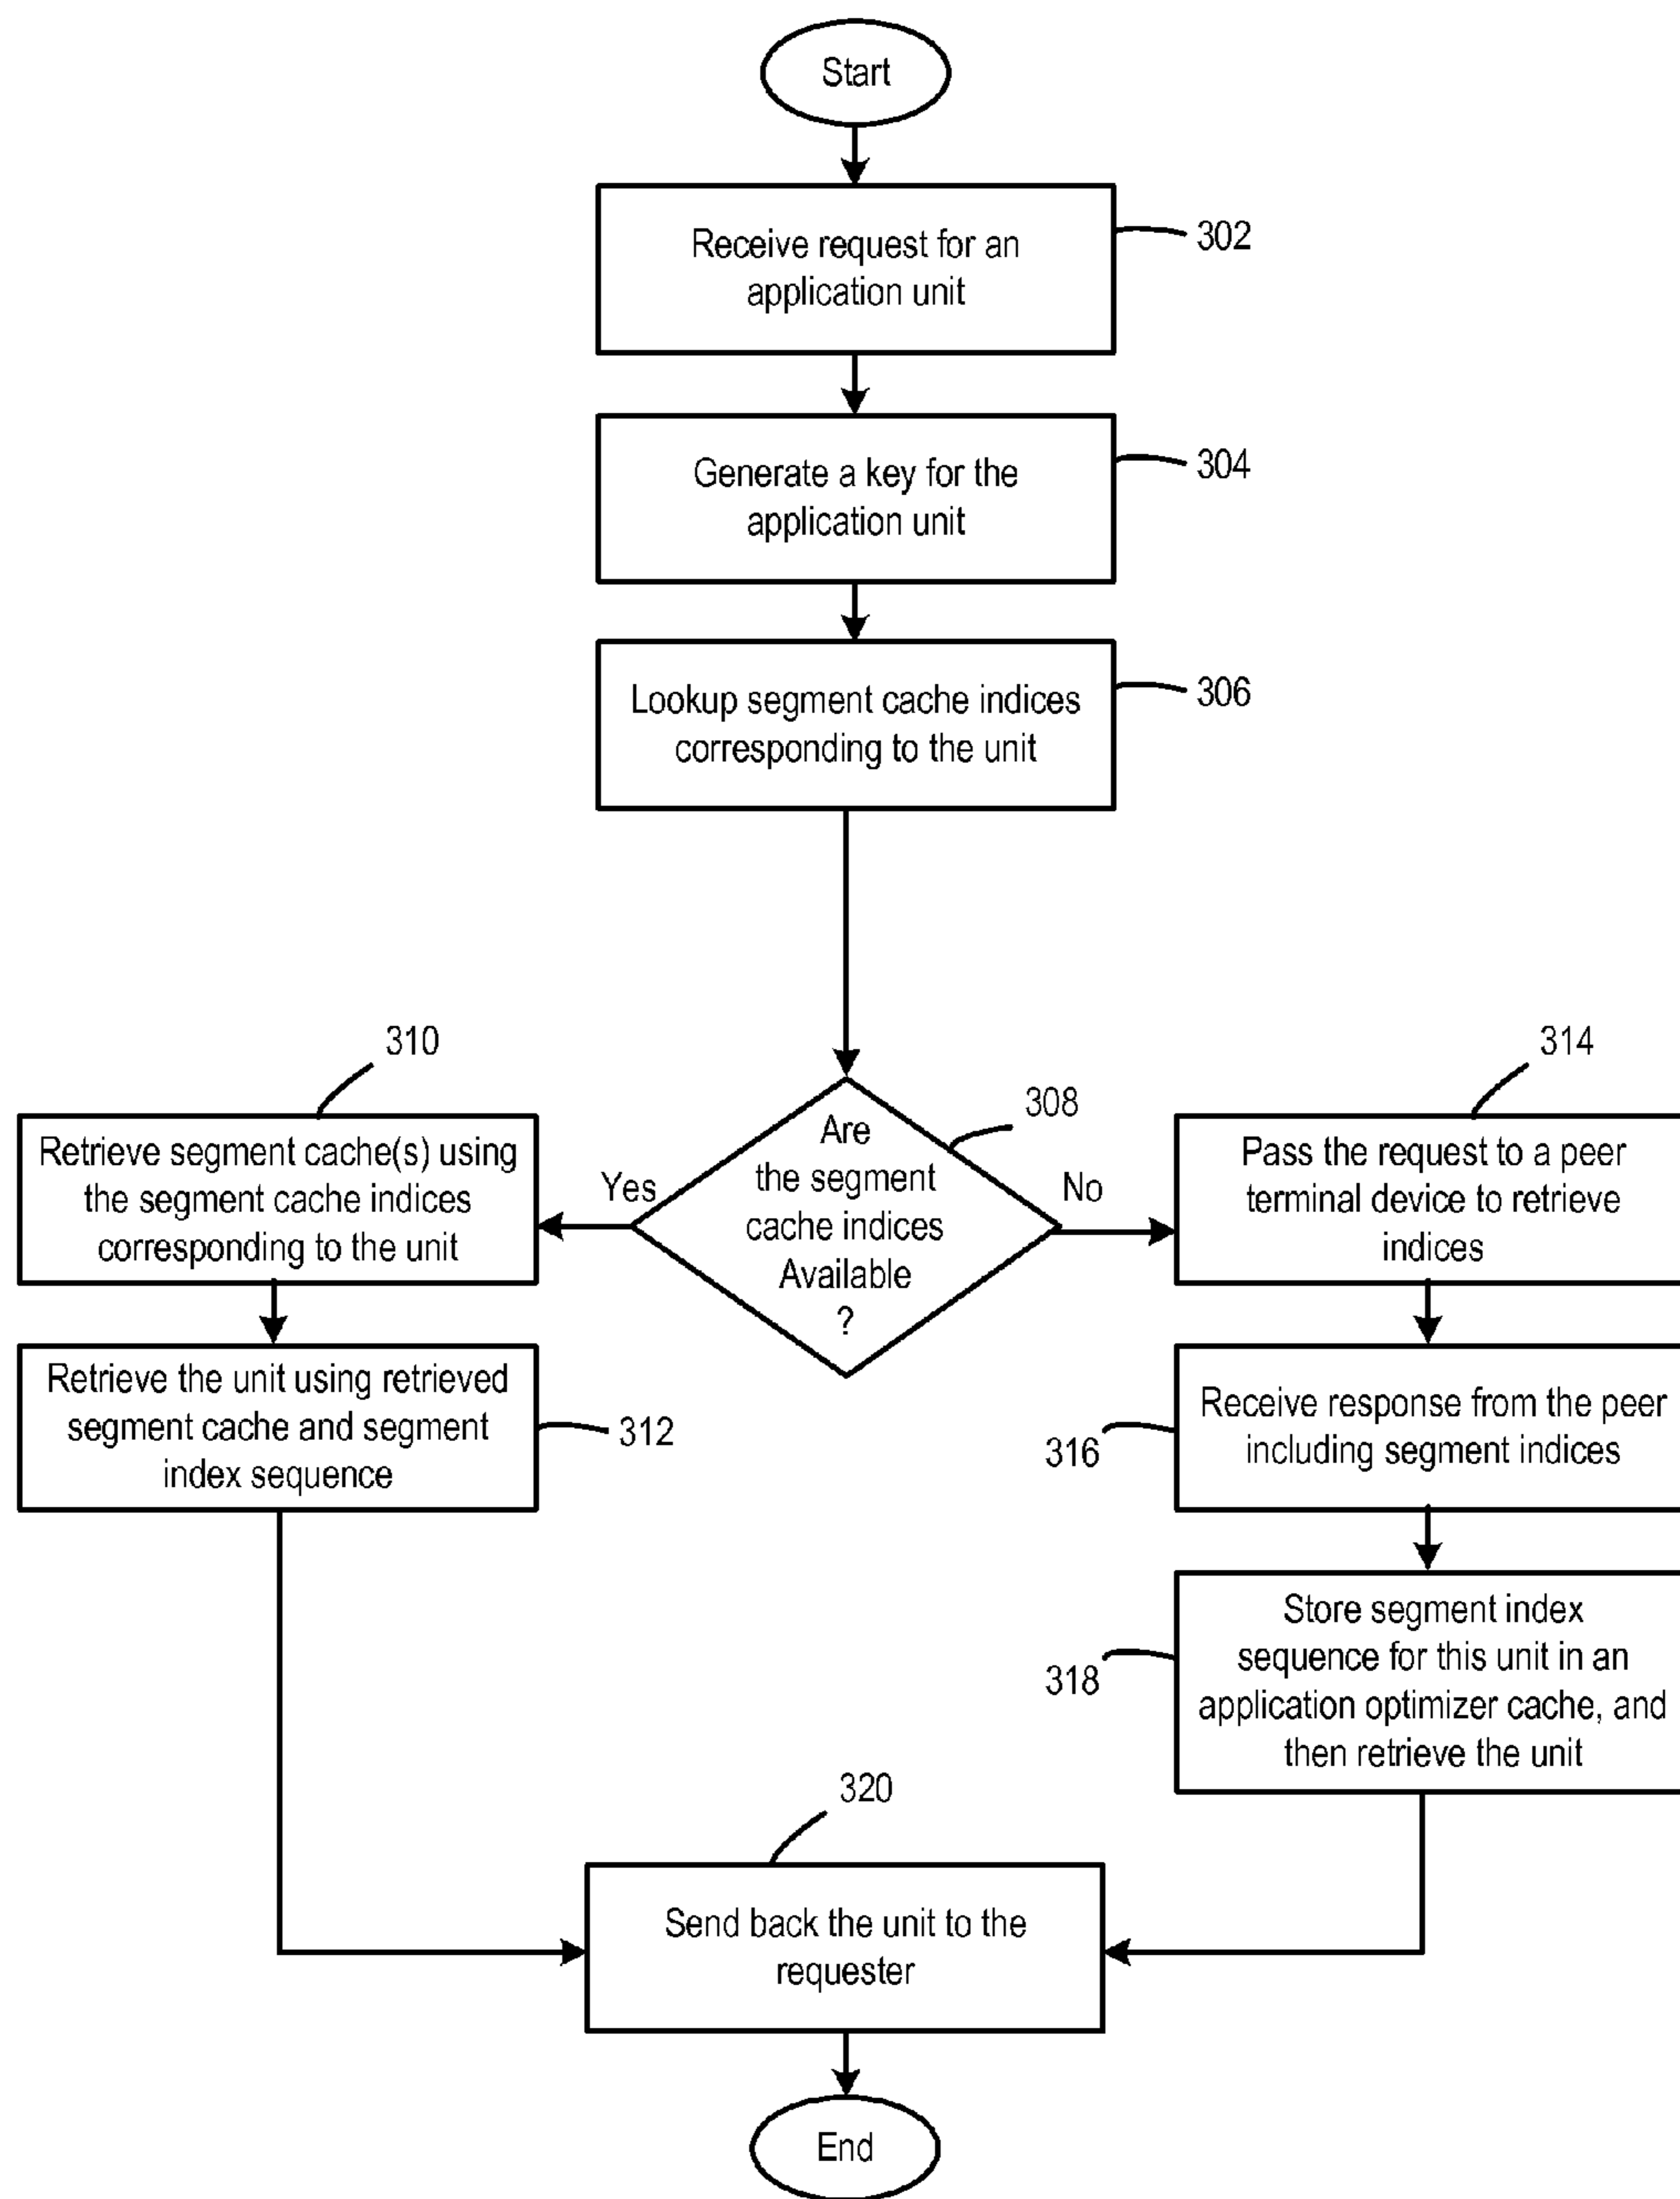 Start
Receive request for an
application unit
302
Generate a key for the
application unit
304
Lookup segment cache indices
corresponding to the unit
306
310
Retrieve segment cache(s) using
the segment cache indices
corresponding to the unit
Yes
Are
the segment
cache indices
Available
?
308
No
314
Pass the request to a peer
terminal device to retrieve
indices
Retrieve the unit using retrieved
segment cache and segment
index sequence
312
Receive response from the peer
including segment indices
316
Store segment index
sequence for this unit in an
application optimizer cache, and
then retrieve the unit
318
320
Send back the unit to the
requester
End